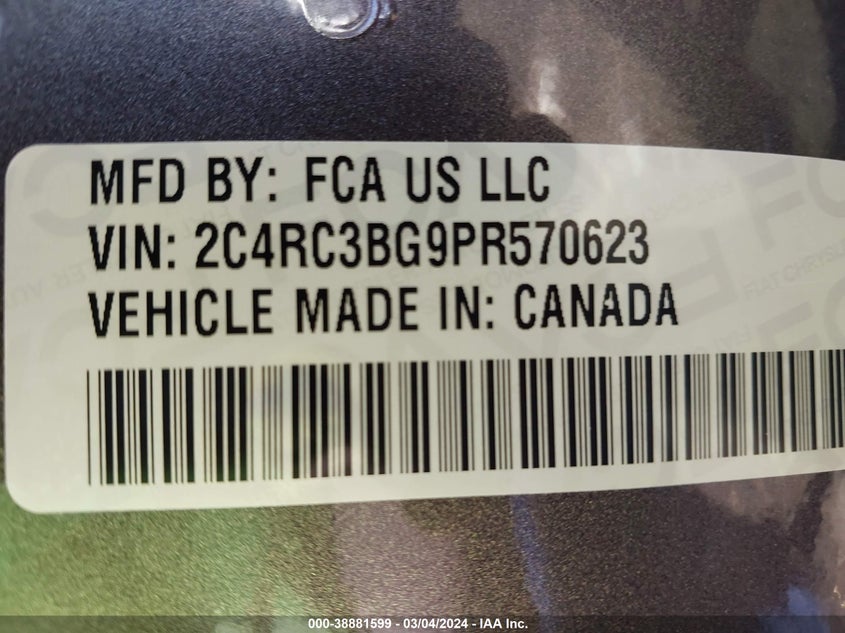 MFD BY: FCA US LLC
VIN: 2C4RC3BG9PR570623
VEHICLE MADE IN: CANADA
000-38881599 - 03/04/2024 - IAA Inc.